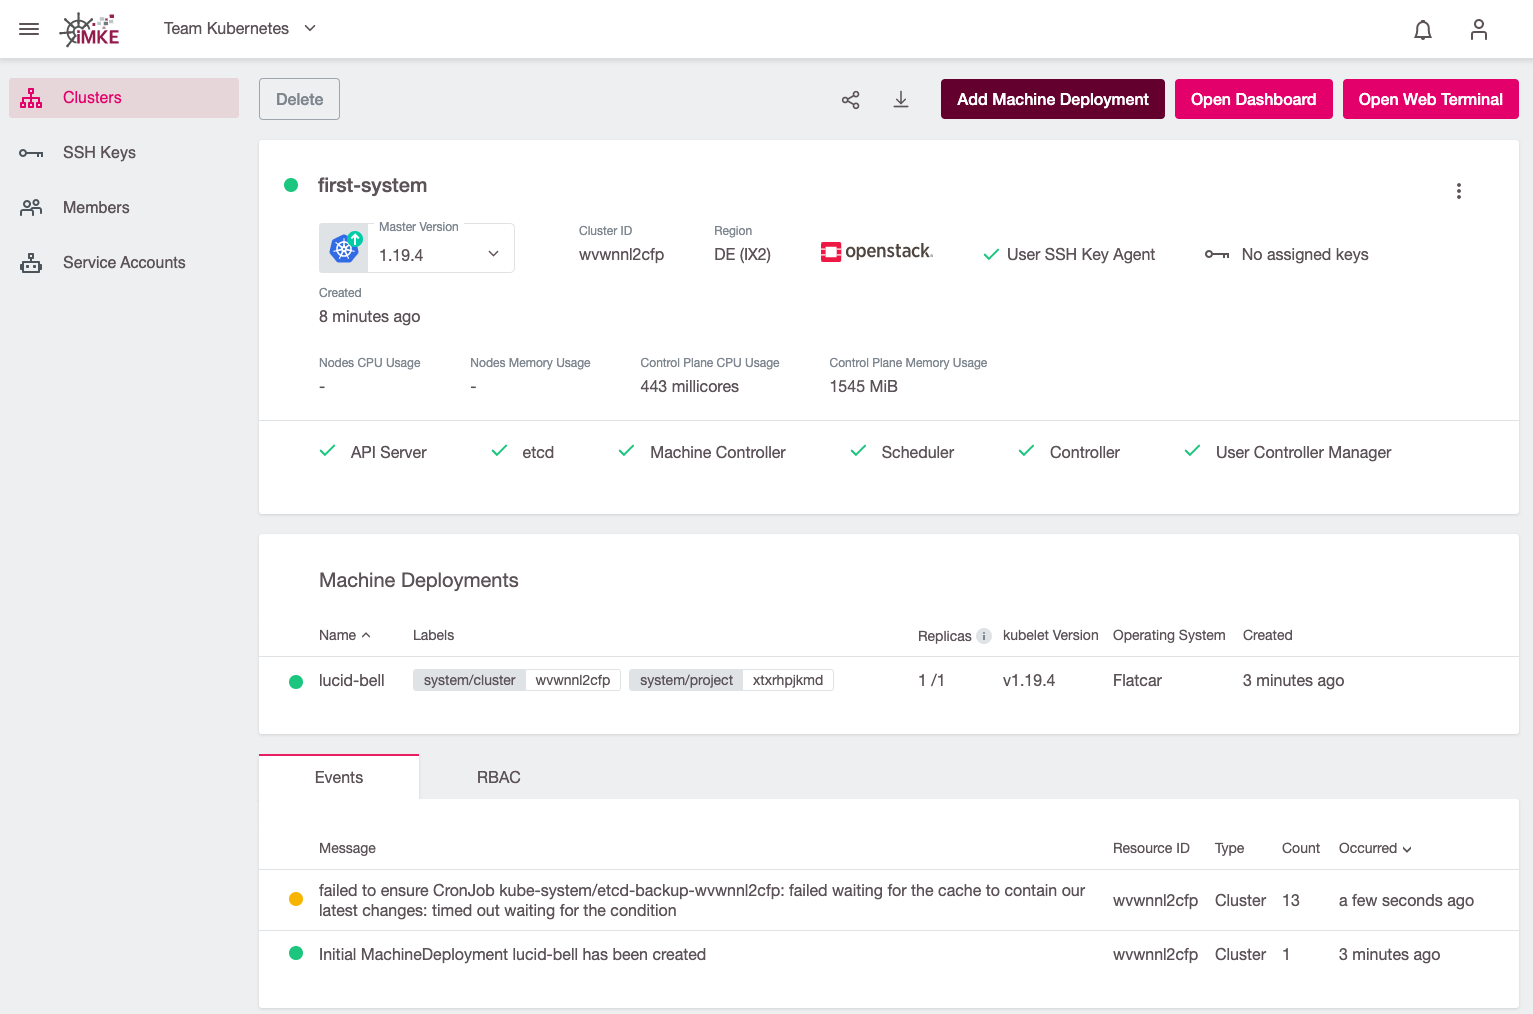 iMKE
Team Kubernetes
Clusters
SSH Keys
Members
Service Accounts
Delete
Add Machine Deployment
Open Dashboard
Open Web Terminal
first-system
Master Version
1.19.4
Cluster ID
wvwnnl2cfp
Region
DE (IX2)
openstack.
User SSH Key Agent
No assigned keys
Created
8 minutes ago
Nodes CPU Usage
-
Nodes Memory Usage
-
Control Plane CPU Usage
443 millicores
Control Plane Memory Usage
1545 MiB
API Server
etcd
Machine Controller
Scheduler
Controller
User Controller Manager
Machine Deployments
Name Labels Replicas i kubelet Version Operating System Created
lucid-bell system/cluster wvwnnl2cfp system/project xtxrhpjkmd 1 /1 v1.19.4 Flatcar 3 minutes ago
Events
RBAC
Message Resource ID Type Count Occurred
failed to ensure CronJob kube-system/etcd-backup-wvwnnl2cfp: failed waiting for the cache to contain our
latest changes: timed out waiting for the condition
wvwnnl2cfp Cluster 13 a few seconds ago
Initial MachineDeployment lucid-bell has been created wvwnnl2cfp Cluster 1 3 minutes ago